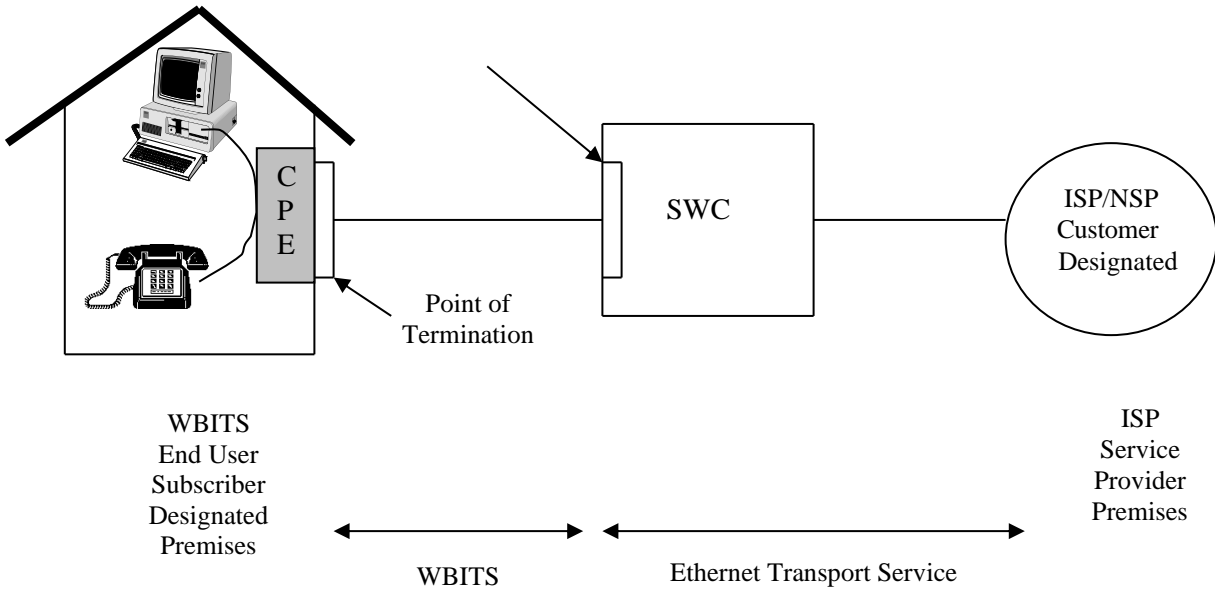 C
P
E
SWC
ISP/NSP
Customer
Designated
Point of
Termination
WBITS
End User
Subscriber
Designated
Premises
ISP
Service
Provider
Premises
WBITS
Ethernet Transport Service